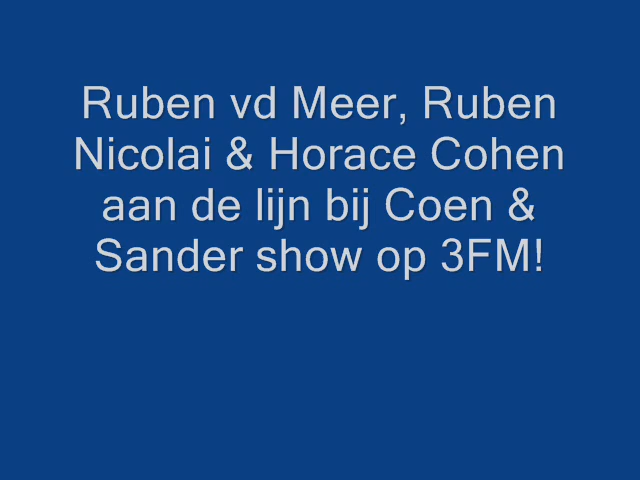 Ruben vd Meer, Ruben
Nicolai & Horace Cohen
aan de lijn bij Coen &
Sander show op 3FM!